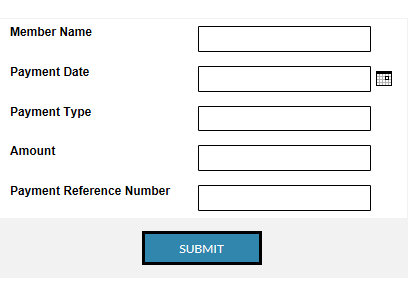 Member Name
Payment Date
Payment Type
Amount
Payment Reference Number
SUBMIT